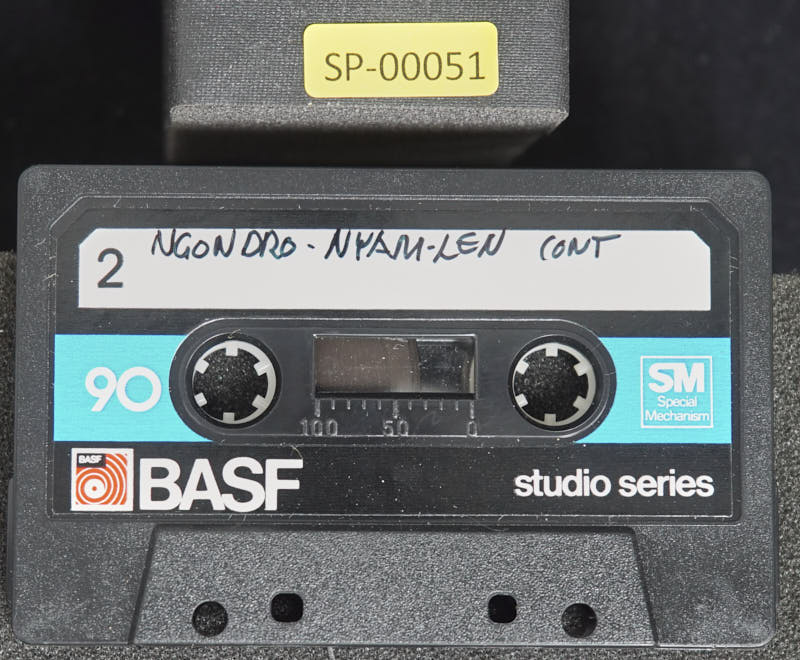 SP-00051
2 NGONDRO - NYAM-LEN CONT
90
SM
Special
Mechanism
100 50 0
BASF
BASF
studio series